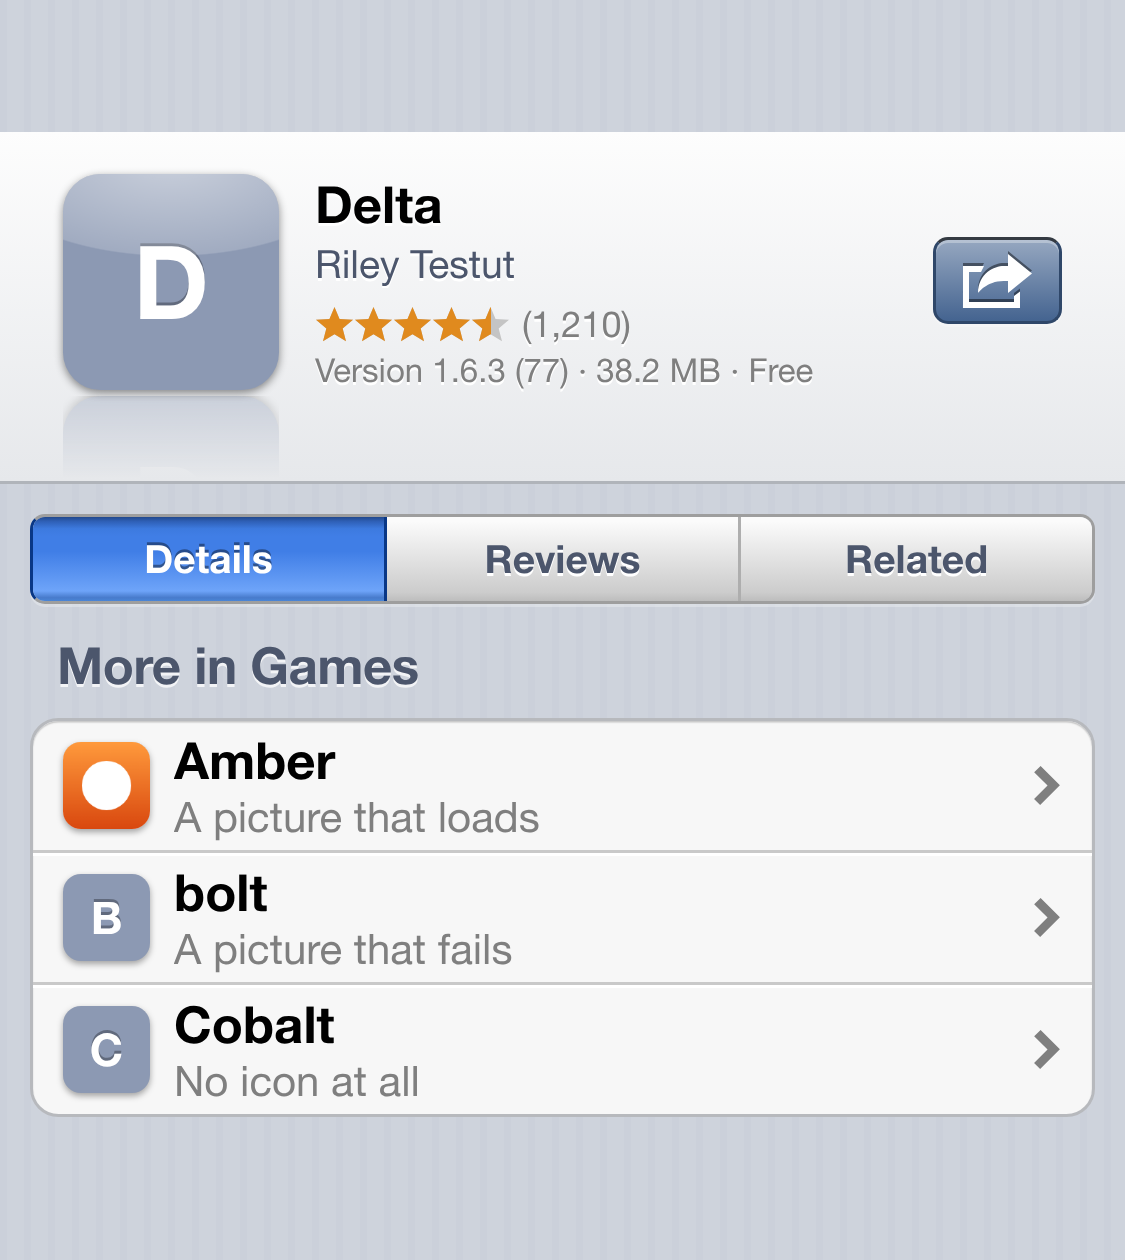 D
Delta
Riley Testut
(1,210)
Version 1.6.3 (77) · 38.2 MB · Free
Details
Reviews
Related
More in Games
Amber
A picture that loads
B
bolt
A picture that fails
C
Cobalt
No icon at all